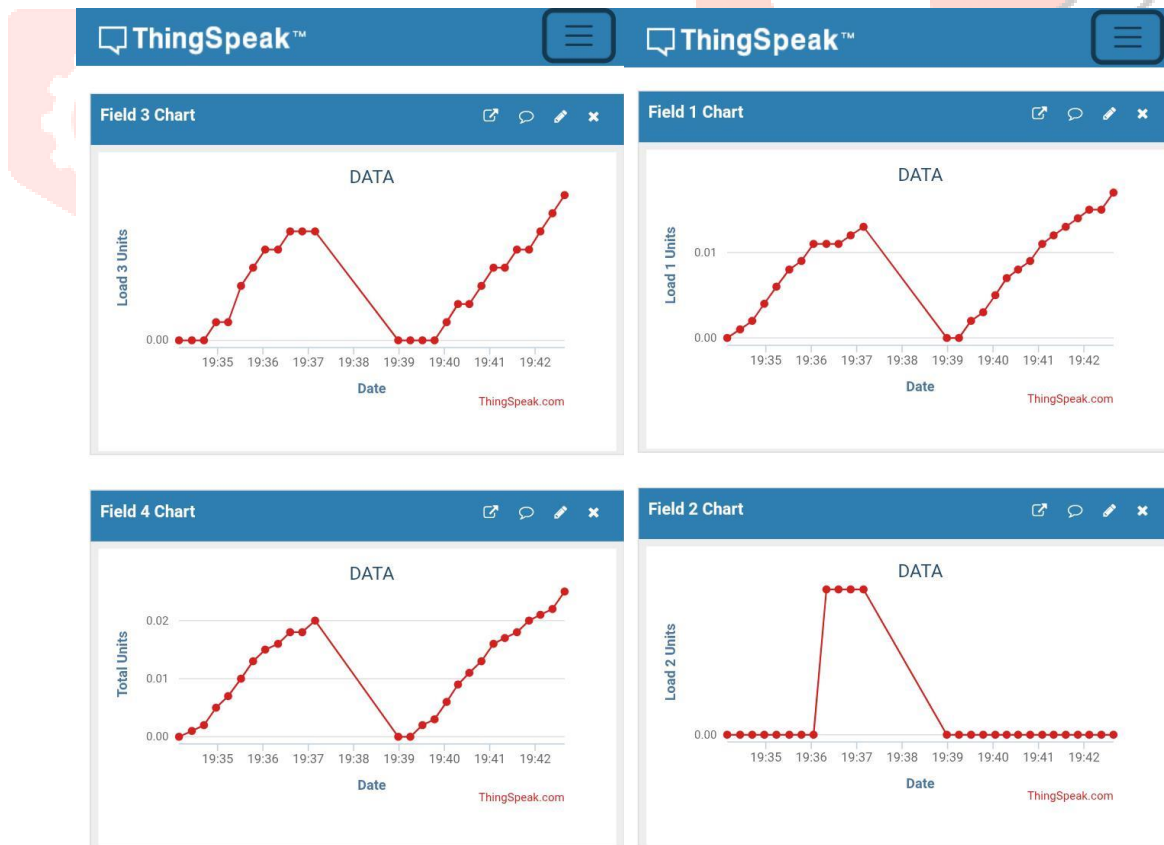 ThingSpeak™
Field 3 Chart
DATA
Load 3 Units
0.00
19:35 19:36 19:37 19:38 19:39 19:40 19:41 19:42
Date
ThingSpeak.com
Field 4 Chart
DATA
Total Units
0.02
0.01
0.00
19:35 19:36 19:37 19:38 19:39 19:40 19:41 19:42
Date
ThingSpeak.com
ThingSpeak™
Field 1 Chart
DATA
Load 1 Units
0.01
0.00
19:35 19:36 19:37 19:38 19:39 19:40 19:41 19:42
Date
ThingSpeak.com
Field 2 Chart
DATA
Load 2 Units
0.00
19:35 19:36 19:37 19:38 19:39 19:40 19:41 19:42
Date
ThingSpeak.com